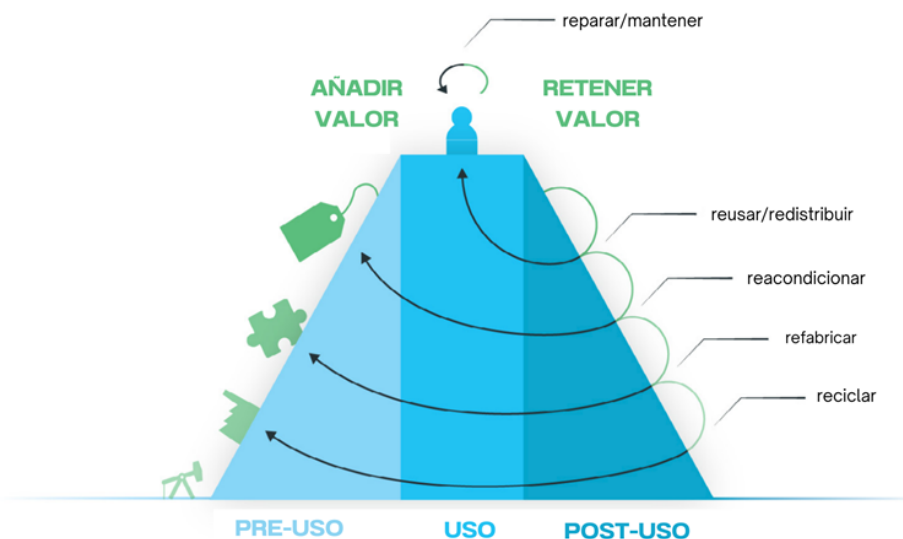 reparar/mantener
AÑADIR
VALOR
RETENER
VALOR
reusar/redistribuir
reacondicionar
refabricar
reciclar
PRE-USO
USO
POST-USO